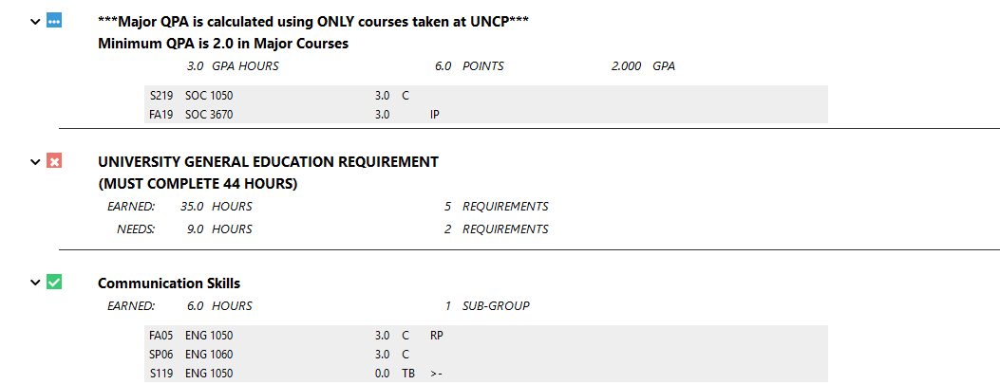 ***Major QPA is calculated using ONLY courses taken at UNCP***
Minimum QPA is 2.0 in Major Courses
3.0 GPA HOURS 6.0 POINTS 2.000 GPA
S219 SOC 1050 3.0 C
FA19 SOC 3670 3.0 IP
UNIVERSITY GENERAL EDUCATION REQUIREMENT
(MUST COMPLETE 44 HOURS)
EARNED: 35.0 HOURS 5 REQUIREMENTS
NEEDS: 9.0 HOURS 2 REQUIREMENTS
Communication Skills
EARNED: 6.0 HOURS 1 SUB-GROUP
FA05 ENG 1050 3.0 C RP
SP06 ENG 1060 3.0 C
S119 ENG 1050 0.0 TB >-